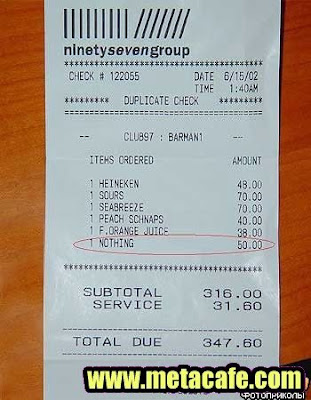 ninetysevengroup
CHECK # 122055 DATE 6/15/02
TIME 1:40AM
******************************
DUPLICATE CHECK
******************************
-- CLUB97 : BARMAN1 --
ITEMS ORDERED AMOUNT
1 HEINEKEN 48.00
1 SOURS 70.00
1 SEABREEZE 70.00
1 PEACH SCHNAPS 40.00
1 F.ORANGE JUICE 38.00
1 NOTHING 50.00
******************************
SUBTOTAL 316.00
SERVICE 31.60
******************************
TOTAL DUE 347.60
www.metacafe.com
Фотоприколы